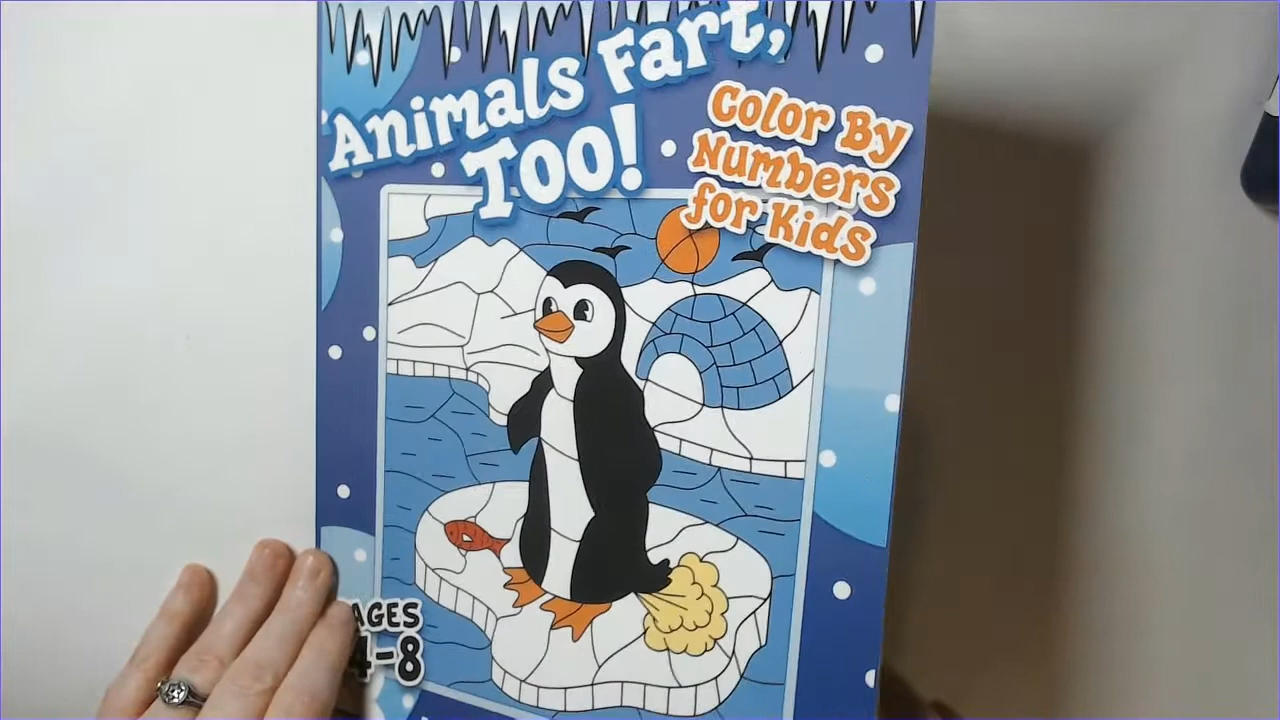 Animals Fart,
TOO!
Color By
Numbers
for Kids
AGES
4-8